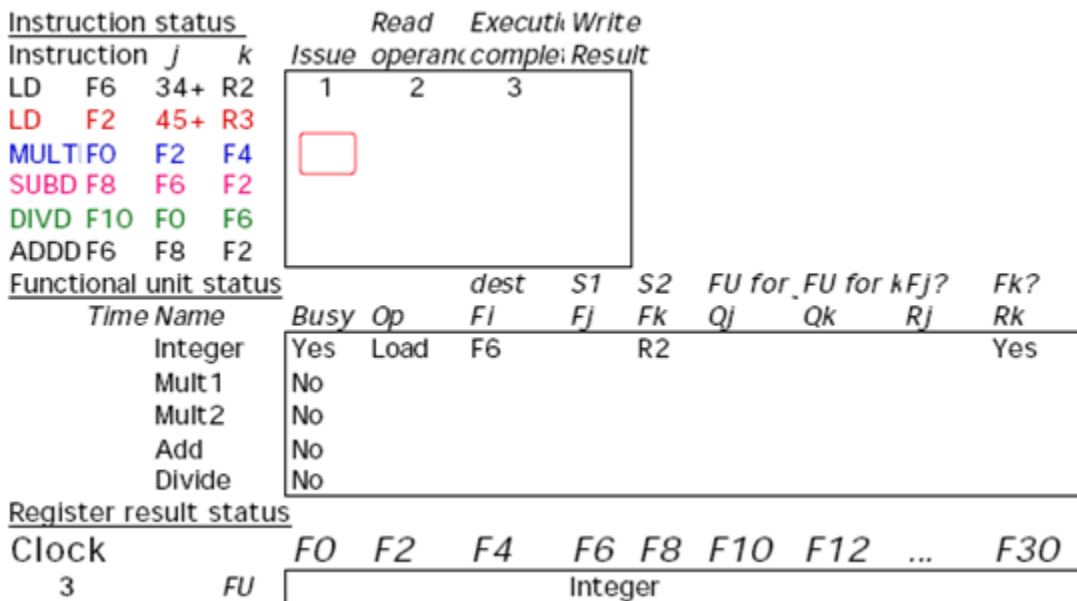 Instruction status Read Executi Write
Instruction j k Issue operanc complet Result
LD F6 34+ R2 1 2 3
LD F2 45+ R3
MULT F0 F2 F4
SUBD F8 F6 F2
DIVD F10 F0 F6
ADDD F6 F8 F2
Functional unit status dest S1 S2 FU for FU for k Fj? Fk?
Time Name Busy Op Fi Fj Fk Qj Qk Rj Rk
Integer Yes Load F6 R2 Yes
Mult1 No
Mult2 No
Add No
Divide No
Register result status
Clock F0 F2 F4 F6 F8 F10 F12 ... F30
3 FU Integer